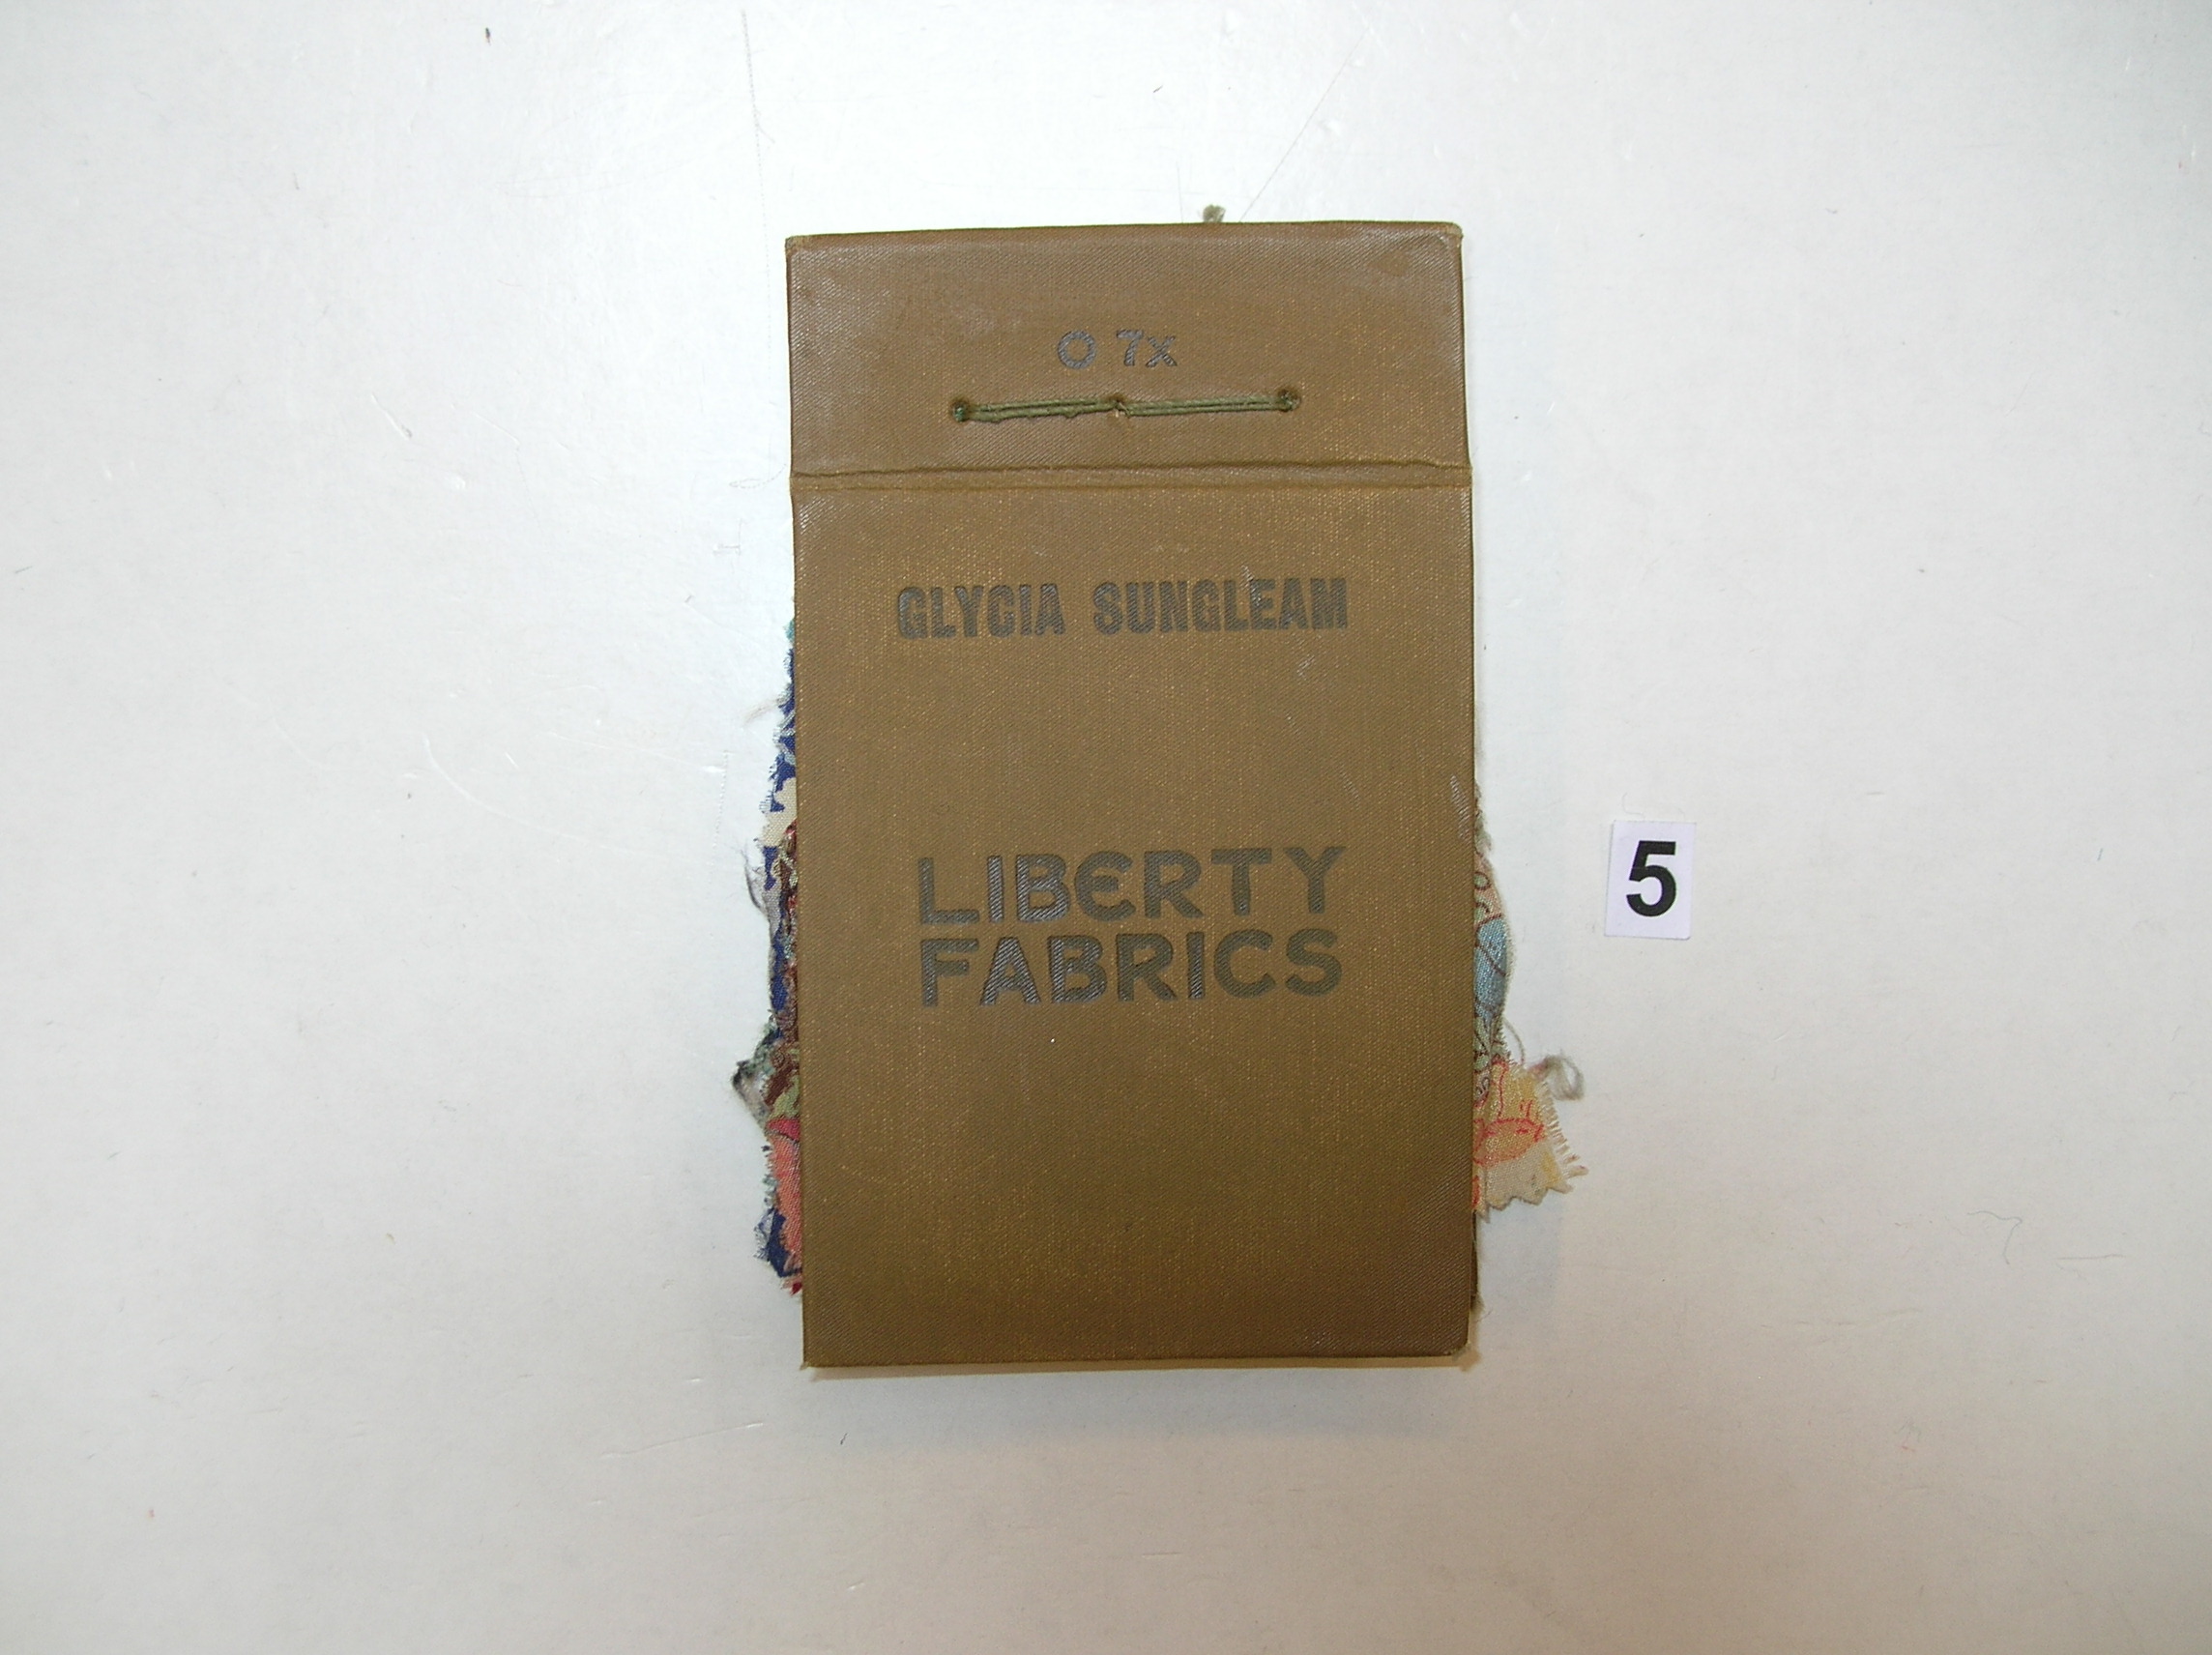 O 7x
GLYCIA SUNGLEAM
LIBERTY
FABRICS
5